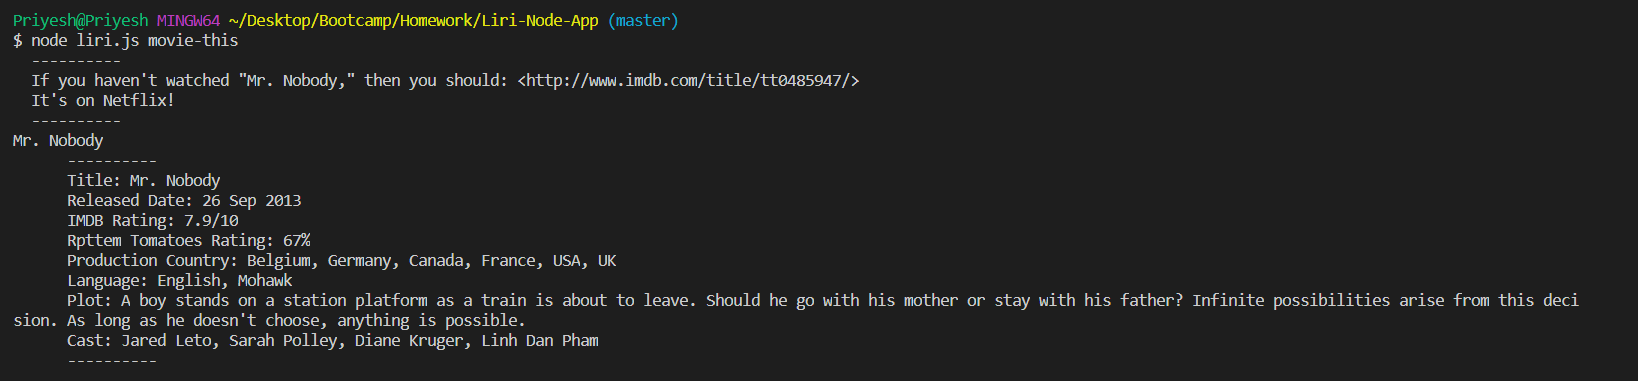 Priyesh@Priyesh MINGW64 ~/Desktop/Bootcamp/Homework/Liri-Node-App (master)
$ node liri.js movie-this
----------
If you haven't watched "Mr. Nobody," then you should: <http://www.imdb.com/title/tt0485947/>
It's on Netflix!
----------
Mr. Nobody
----------
Title: Mr. Nobody
Released Date: 26 Sep 2013
IMDB Rating: 7.9/10
Rpttem Tomatoes Rating: 67%
Production Country: Belgium, Germany, Canada, France, USA, UK
Language: English, Mohawk
Plot: A boy stands on a station platform as a train is about to leave. Should he go with his mother or stay with his father? Infinite possibilities arise from this deci
sion. As long as he doesn't choose, anything is possible.
Cast: Jared Leto, Sarah Polley, Diane Kruger, Linh Dan Pham
----------